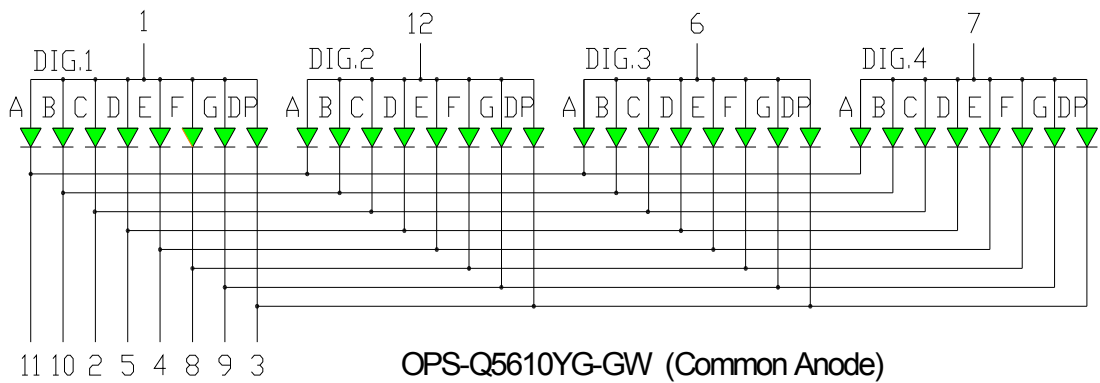 1 12 6 7
DIG.1 DIG.2 DIG.3 DIG.4
A B C D E F G DP A B C D E F G DP A B C D E F G DP A B C D E F G DP
11 10 2 5 4 8 9 3
OPS-Q5610YG-GW (Common Anode)